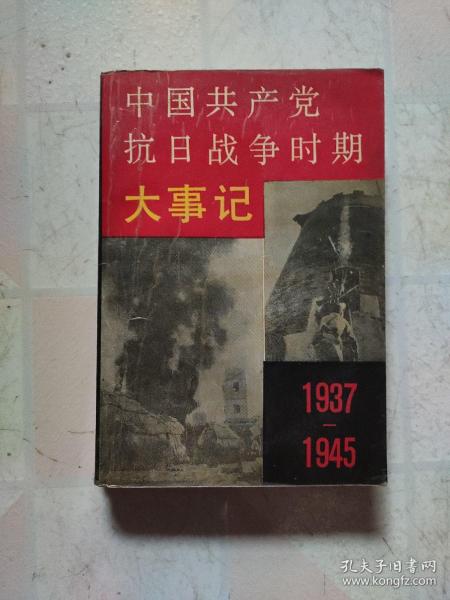 中国共产党
抗日战争时期
大事记
1937
—
1945
孔夫子旧书网
www.kongfz.com